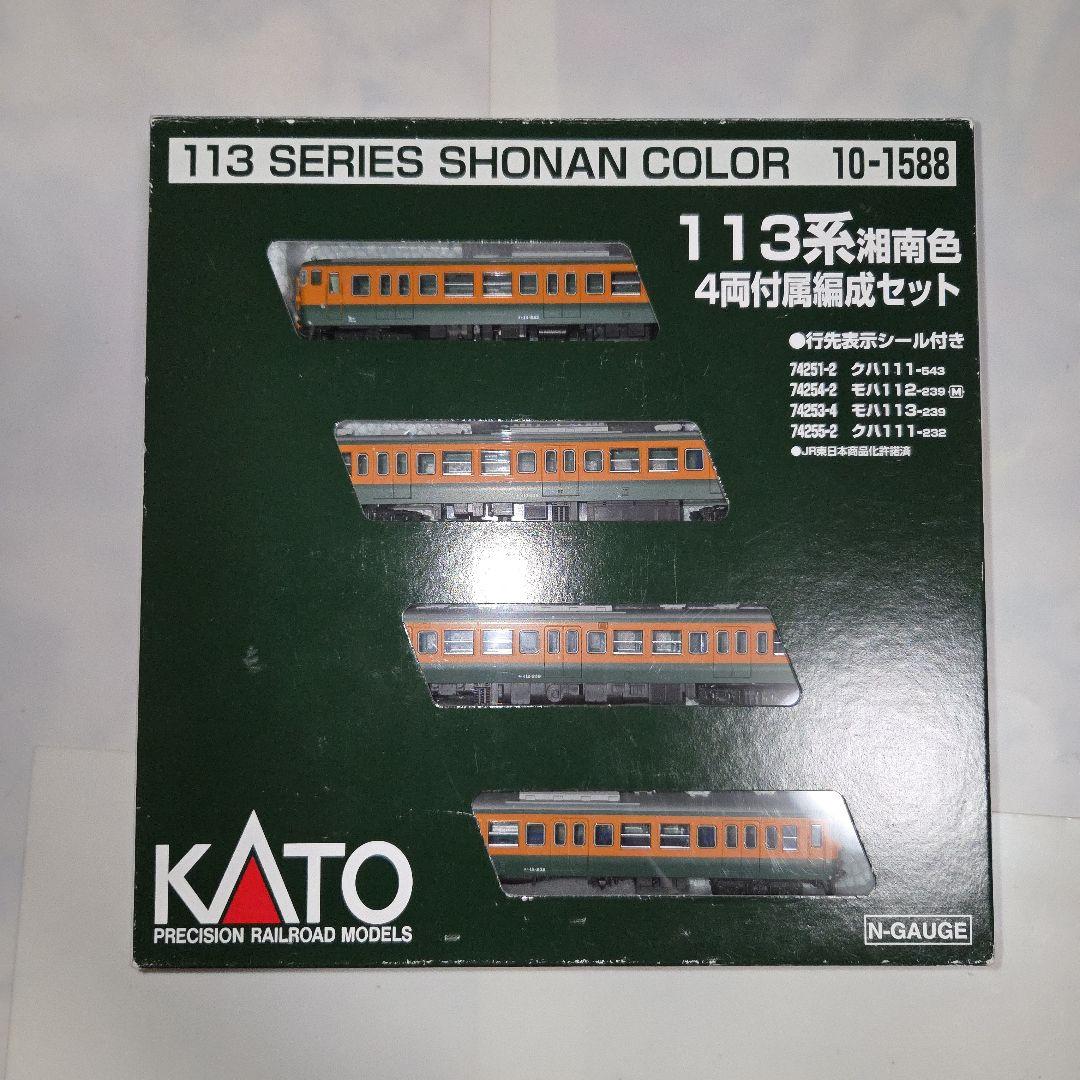 113 SERIES SHONAN COLOR 10-1588
113系湘南色
4両付属編成セット
●行先表示シール付き
74251-2 クハ111-543
74254-2 モハ112-239 M
74253-4 モハ113-239
74255-2 クハ111-232
●JR東日本商品化許諾済
KATO
PRECISION RAILROAD MODELS
N-GAUGE